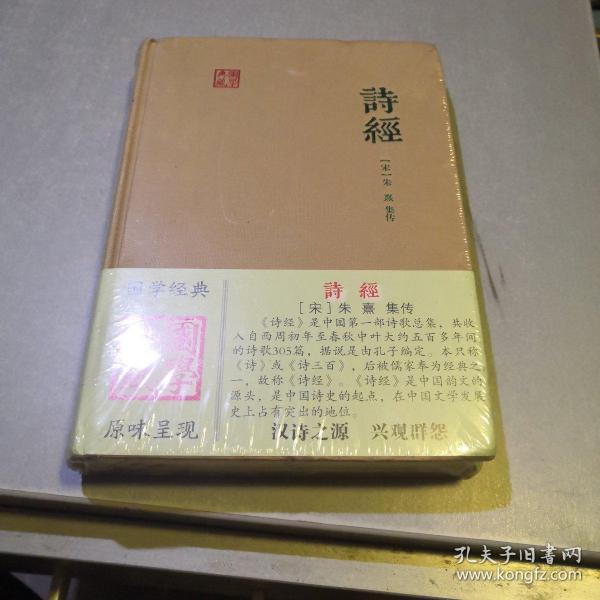 詩經
[宋]朱 熹 集传
国学经典
國學
原味呈现
詩 經
[宋]朱 熹 集传
《诗经》是中国第一部诗歌总集，共收
入自西周初年至春秋中叶大约五百多年间
的诗歌305篇，据说是由孔子编定。本只称
《诗》或《诗三百》，后被儒家奉为经典之
一，故称《诗经》。《诗经》是中国韵文的
源头，是中国诗史的起点，在中国文学发展
史上占有突出的地位。
汉诗之源 兴观群怨
孔夫子旧书网
www.kongfz.com